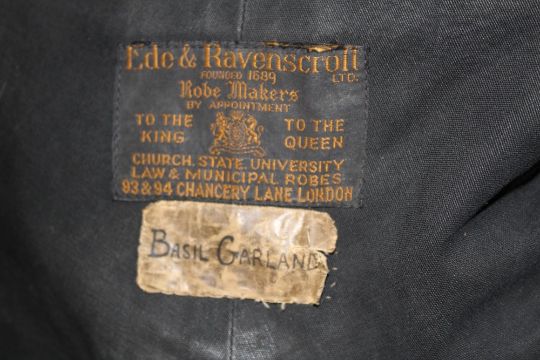 Ede & Ravenscroft
LTD.
FOUNDED 1689
Robe Makers
BY APPOINTMENT
TO THE KING
TO THE QUEEN
CHURCH. STATE. UNIVERSITY
LAW & MUNICIPAL ROBES
93 & 94 CHANCERY LANE LONDON
BASIL GARLAND